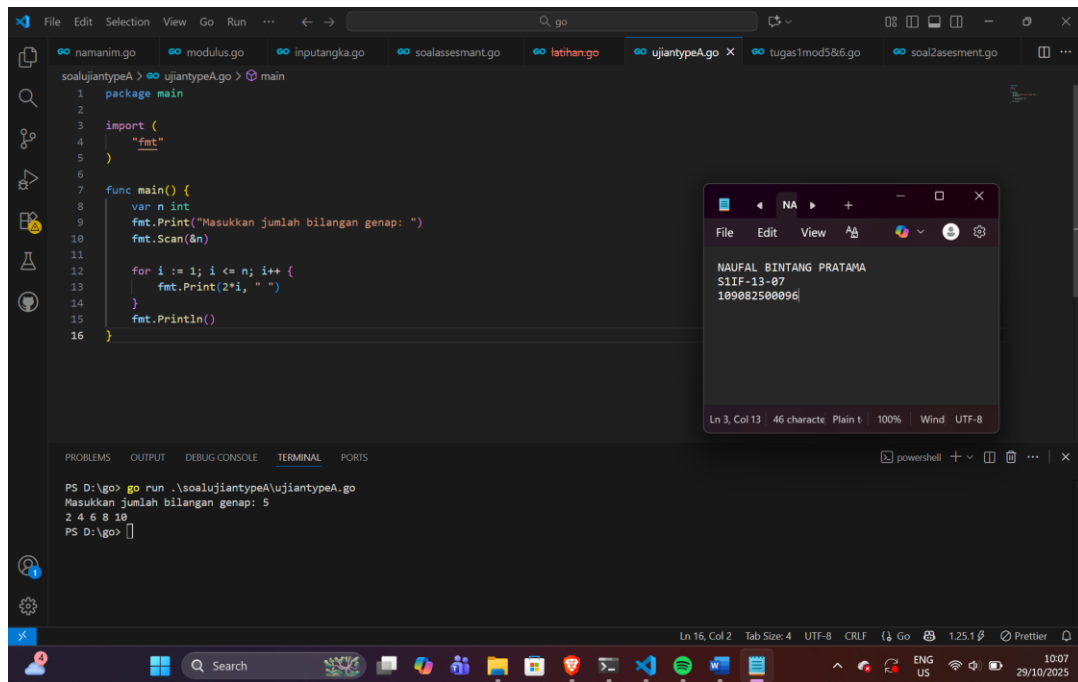 File Edit Selection View Go Run ··· go
namanim.go modulus.go inputangka.go soalassesmant.go latihan.go ujiantypeA.go tugas1mod5&6.go soal2asesment.go
soalujiantypeA > ujiantypeA.go > main
1 package main
2
3 import (
4 "fmt"
5 )
6
7 func main() {
8 var n int
9 fmt.Print("Masukkan jumlah bilangan genap: ")
10 fmt.Scan(&n)
11
12 for i := 1; i <= n; i++ {
13 fmt.Print(2*i, " ")
14 }
15 fmt.Println()
16 }
NA
File Edit View
NAUFAL BINTANG PRATAMA
S1IF-13-07
109082500096
Ln 3, Col 13 46 characte Plain t 100% Wind UTF-8
PROBLEMS OUTPUT DEBUG CONSOLE TERMINAL PORTS powershell
PS D:\go> go run .\soalujiantypeA\ujiantypeA.go
Masukkan jumlah bilangan genap: 5
2 4 6 8 10
PS D:\go>
1
Ln 16, Col 2 Tab Size: 4 UTF-8 CRLF Go 1.25.1 Prettier
4 Search ENG US 10:07
29/10/2025